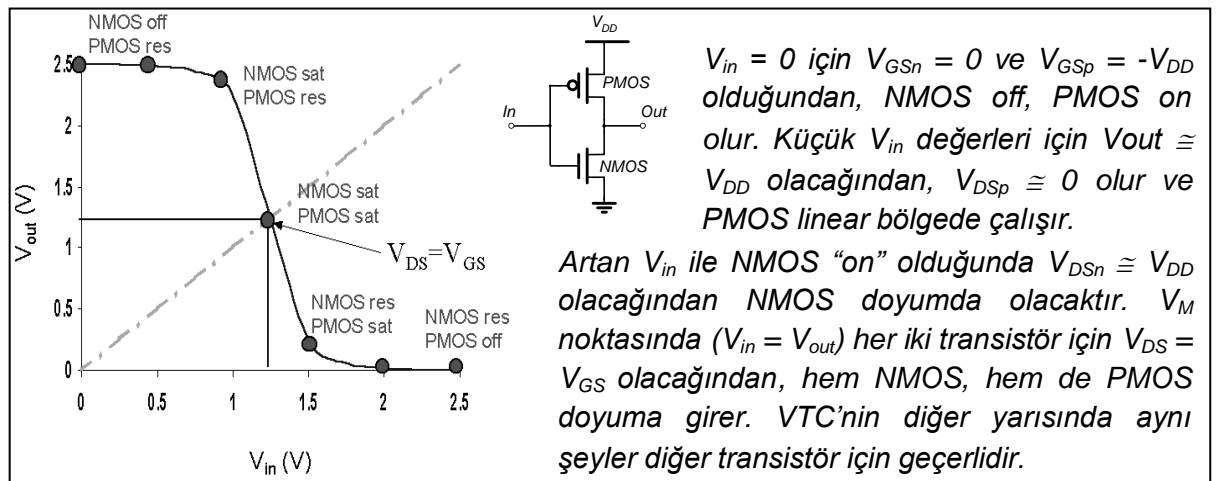 NMOS off
PMOS res
2.5
NMOS sat
PMOS res
2
1.5
NMOS sat
PMOS sat
1
V_DS=V_GS
0.5
NMOS res
PMOS sat
NMOS res
PMOS off
0
0
0.5
1
1.5
2
2.5
V_out (V)
V_in (V)
V_DD
PMOS
In
Out
NMOS
V_in = 0 için V_GSn = 0 ve V_GSp = -V_DD
olduğundan, NMOS off, PMOS on
olur. Küçük V_in değerleri için Vout ≅
V_DD olacağından, V_DSp ≅ 0 olur ve
PMOS linear bölgede çalışır.
Artan V_in ile NMOS “on” olduğunda V_DSn ≅ V_DD
olacağından NMOS doyumda olacaktır. V_M
noktasında (V_in = V_out) her iki transistör için V_DS =
V_GS olacağından, hem NMOS, hem de PMOS
doyuma girer. VTC’nin diğer yarısında aynı
şeyler diğer transistör için geçerlidir.